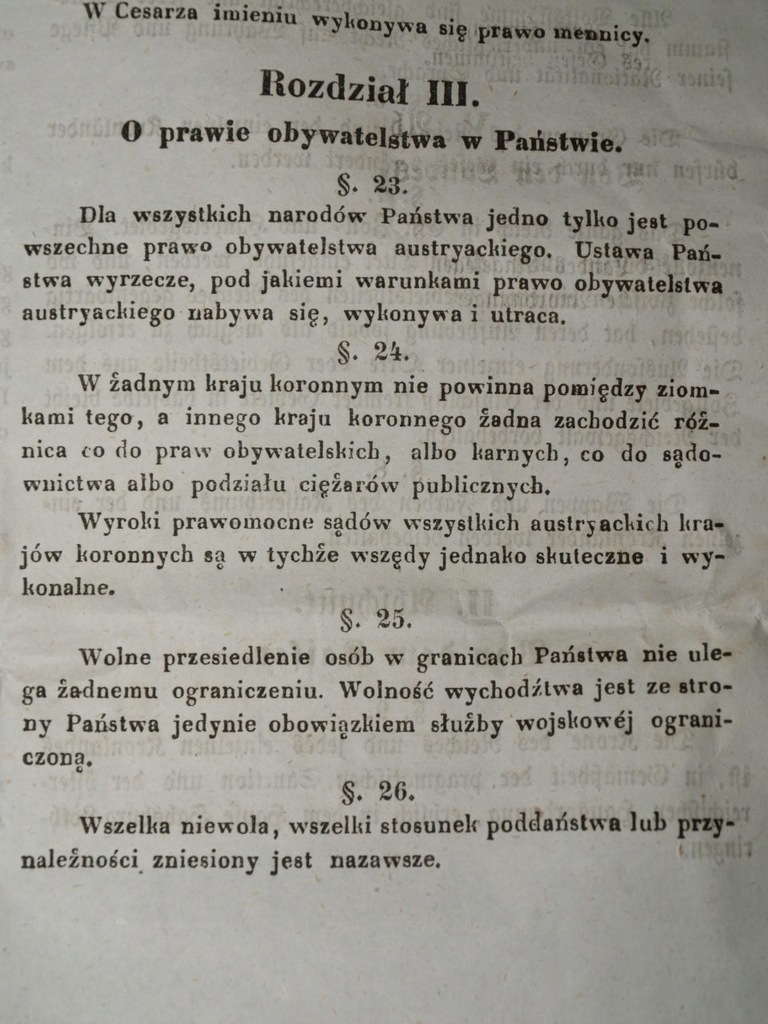 W Cesarza imieniu wykonywa się prawo mennicy.
Rozdział III.
O prawie obywatelstwa w Państwie.
§. 23.
Dla wszystkich narodów Państwa jedno tylko jest po-
wszechne prawo obywatelstwa austryackiego. Ustawa Pań-
stwa wyrzecze, pod jakiemi warunkami prawo obywatelstwa
austryackiego nabywa się, wykonywa i utraca.
§. 24.
W żadnym kraju koronnym nie powinna pomiędzy ziom-
kami tego, a innego kraju koronnego żadna zachodzić róż-
nica co do praw obywatelskich, albo karnych, co do sądo-
wnictwa albo podziału ciężarów publicznych.
Wyroki prawomocne sądów wszystkich austryackich kra-
jów koronnych są w tychże wszędy jednako skuteczne i wy-
konalne.
§. 25.
Wolne przesiedlenie osób w granicach Państwa nie ule-
ga żadnemu ograniczeniu. Wolność wychodźtwa jest ze stro-
ny Państwa jedynie obowiązkiem służby wojskowéj ograni-
czoną.
§. 26.
Wszelka niewola, wszelki stosunek poddaństwa lub przy-
należności zniesiony jest nazawsze.